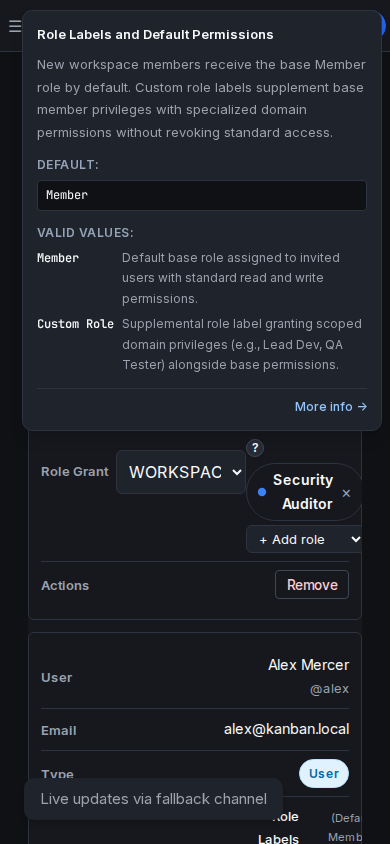 Role Labels and Default Permissions
New workspace members receive the base Member
role by default. Custom role labels supplement base
member privileges with specialized domain
permissions without revoking standard access.
DEFAULT:
Member
VALID VALUES:
Member Default base role assigned to invited
users with standard read and write
permissions.
Custom Role Supplemental role label granting scoped
domain privileges (e.g., Lead Dev, QA
Tester) alongside base permissions.
More info →
?
Role Grant WORKSPAC
Security
Auditor ×
+ Add role
Actions Remove
User Alex Mercer
@alex
Email alex@kanban.local
Type User
Live updates via fallback channel
Labels